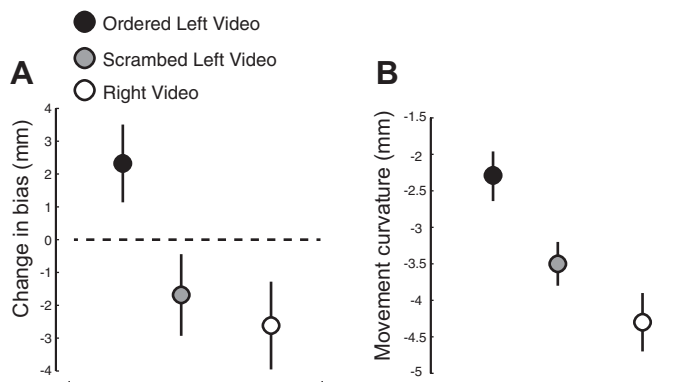 Ordered Left Video
Scrambed Left Video
Right Video
A
Change in bias (mm)
4
3
2
1
0
-1
-2
-3
-4
B
Movement curvature (mm)
-1.5
-2
-2.5
-3
-3.5
-4
-4.5
-5